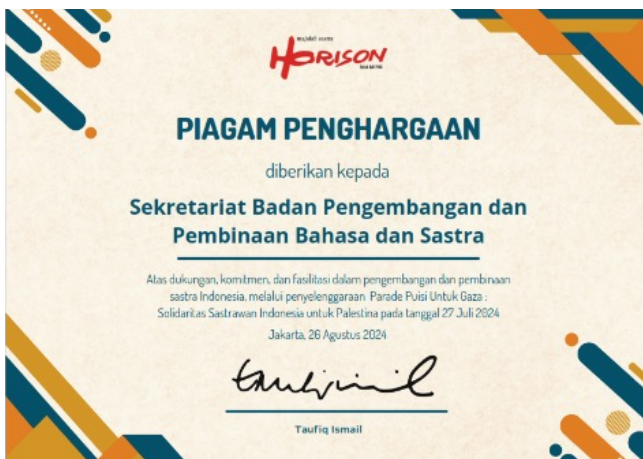 majalah sastra
HORISON
PIAGAM PENGHARGAAN
diberikan kepada
Sekretariat Badan Pengembangan dan
Pembinaan Bahasa dan Sastra
Atas dukungan, komitmen, dan fasilitasi dalam pengembangan dan pembinaan
sastra Indonesia, melalui penyelenggaraan Parade Puisi Untuk Gaza :
Solidaritas Sastrawan Indonesia untuk Palestina pada tanggal 27 Juli 2024
Jakarta, 26 Agustus 2024
Taufiq Ismail